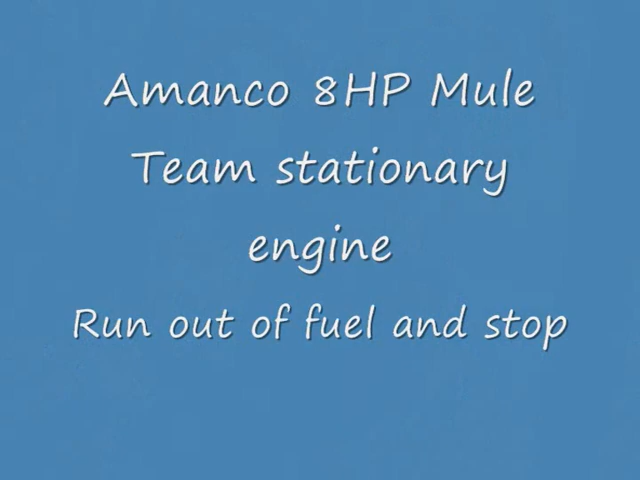 Amanco 8HP Mule
Team stationary
engine
Run out of fuel and stop